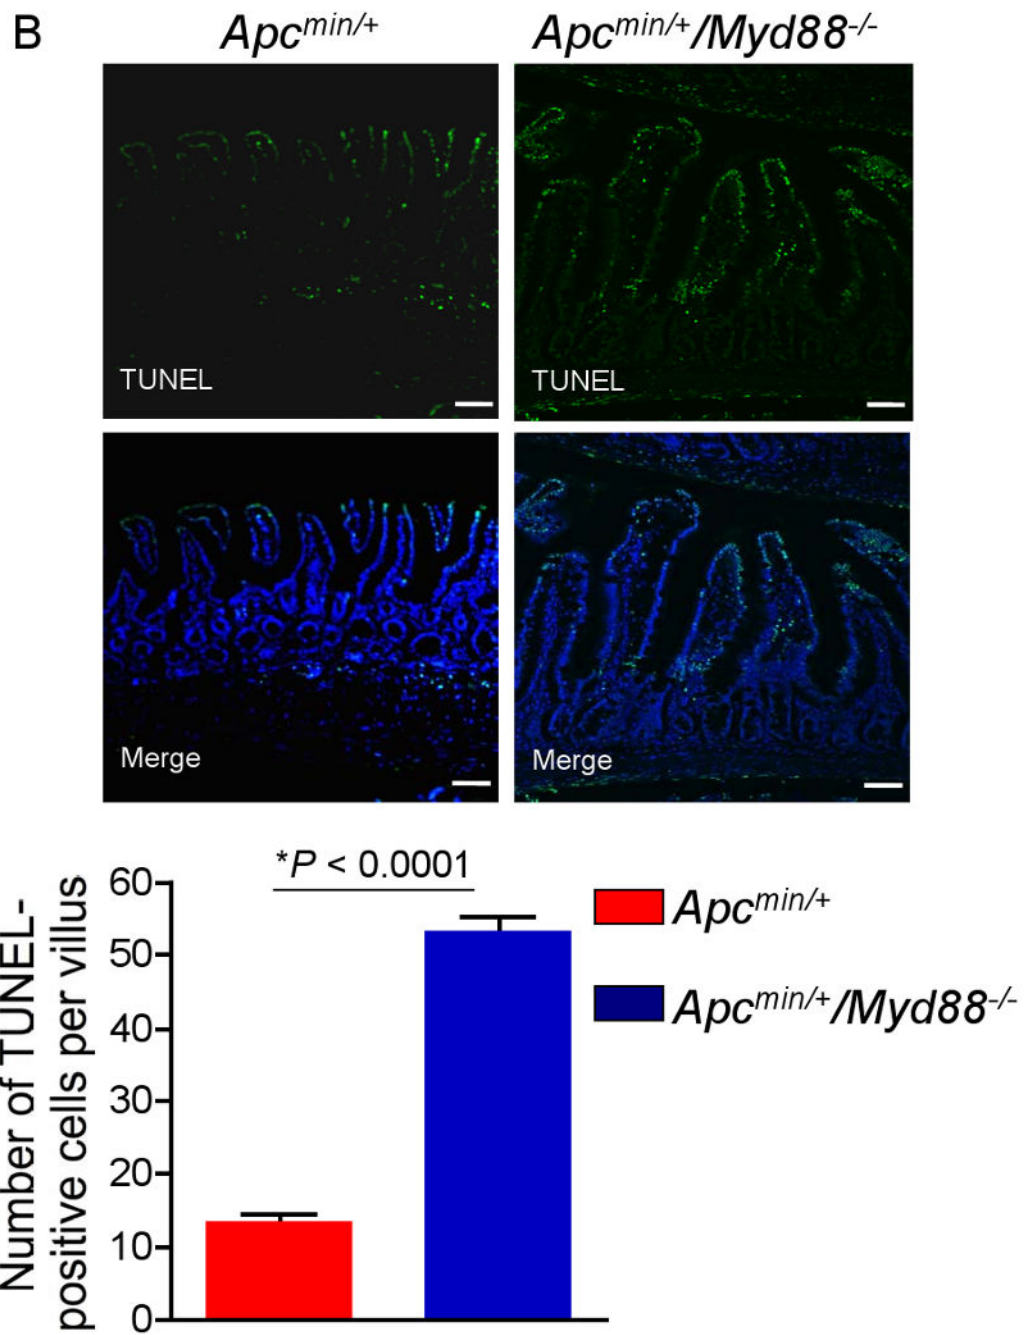 B
Apcmin/+
Apcmin/+/Myd88-/-
TUNEL
TUNEL
Merge
Merge
*P < 0.0001
Number of TUNEL-
positive cells per villus
60
50
40
30
20
10
0
Apcmin/+
Apcmin/+/Myd88-/-